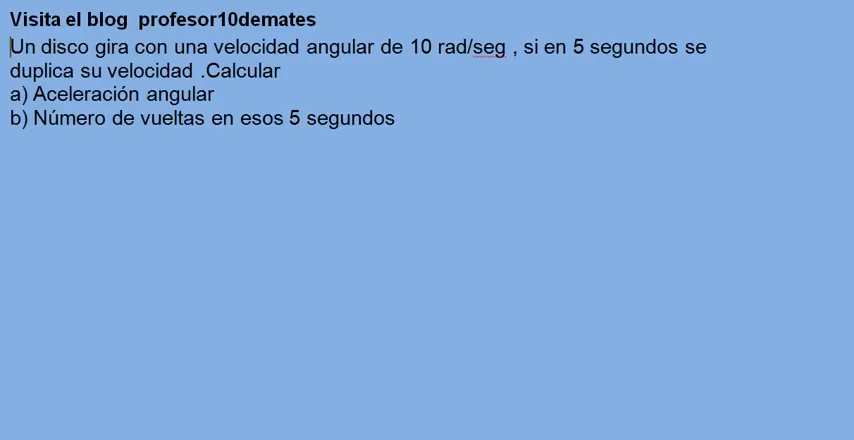 Visita el blog  profesor10demates
Un disco gira con una velocidad angular de 10 rad/seg , si en 5 segundos se
duplica su velocidad .Calcular
a) Aceleración angular
b) Número de vueltas en esos 5 segundos